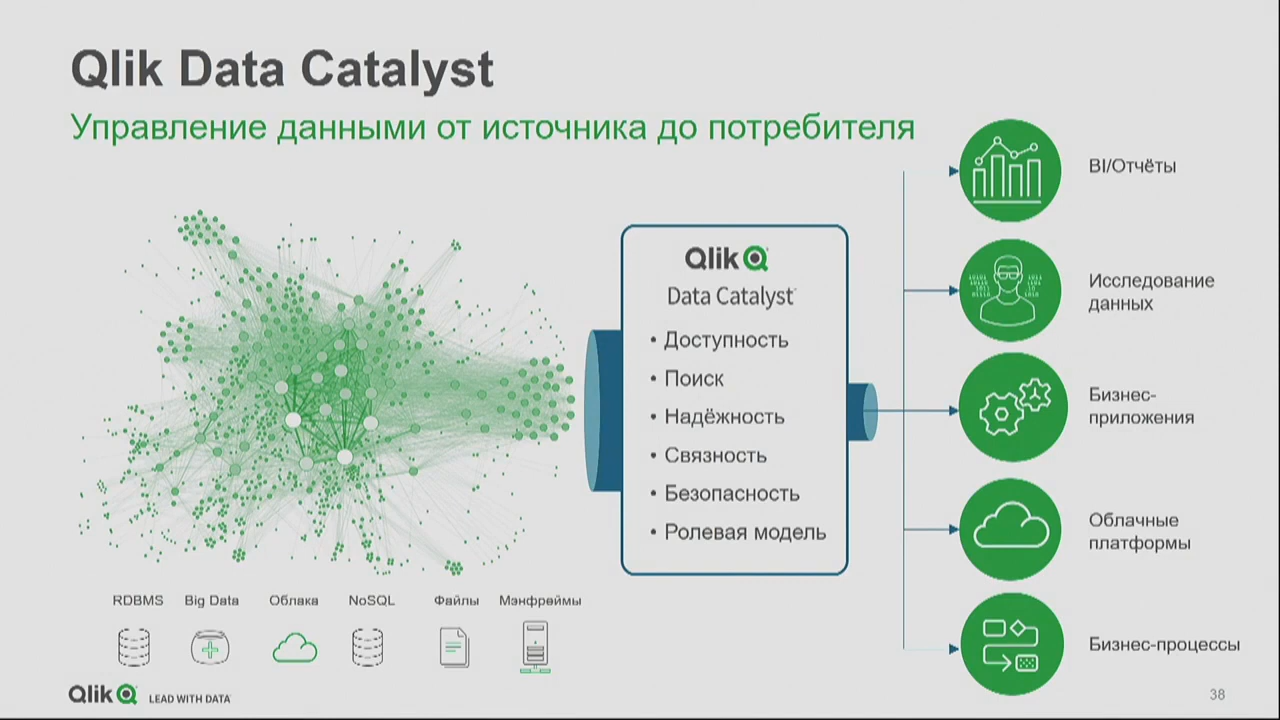 Qlik Data Catalyst
Управление данными от источника до потребителя
Qlik
Data Catalyst
• Доступность
• Поиск
• Надёжность
• Связность
• Безопасность
• Ролевая модель
BI/Отчёты
Исследование
данных
Бизнес-
приложения
Облачные
платформы
Бизнес-процессы
RDBMS
Big Data
Облака
NoSQL
Файлы
Мэнфреймы
Qlik LEAD WITH DATA
38